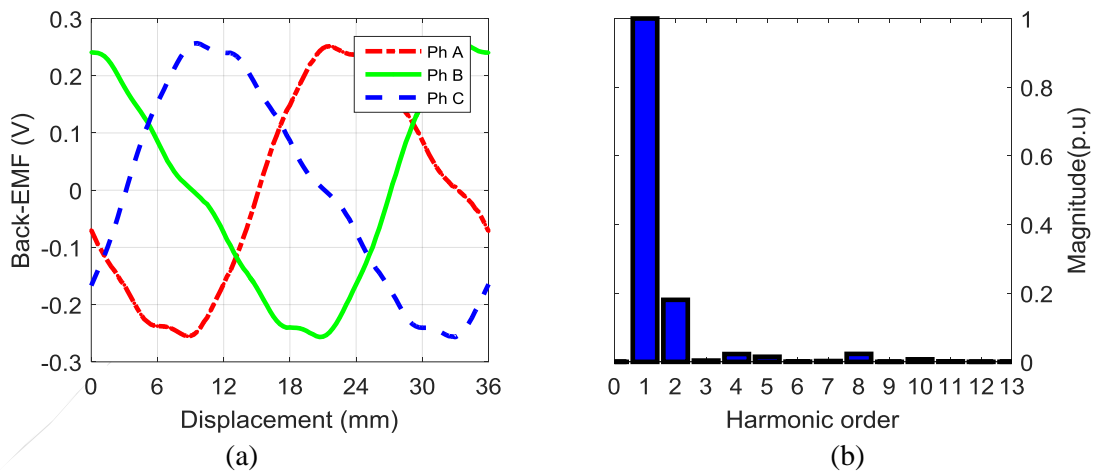 0.3
0.2
0.1
0
-0.1
-0.2
-0.3
Back-EMF (V)
Ph A
Ph B
Ph C
0 6 12 18 24 30 36
Displacement (mm)
(a)
1
0.8
0.6
0.4
0.2
0
Magnitude(p.u)
0 1 2 3 4 5 6 7 8 9 10 11 12 13
Harmonic order
(b)